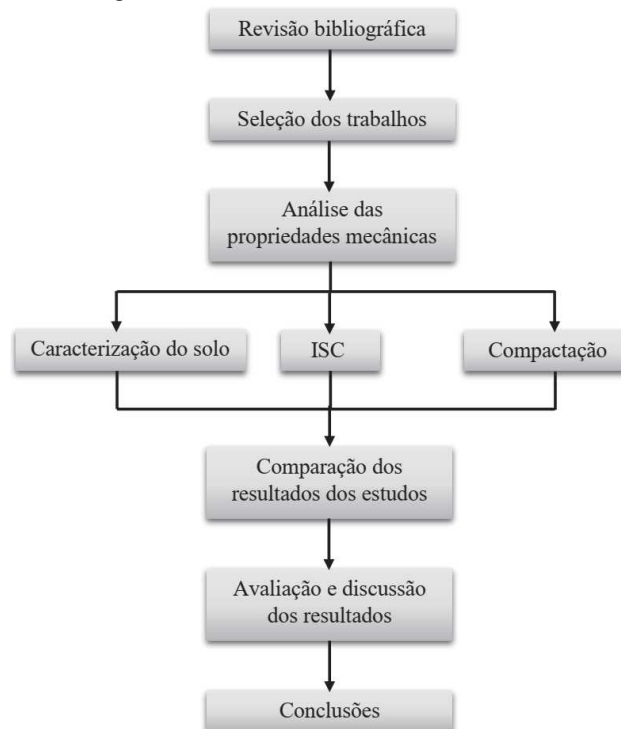 Revisão bibliográfica
Seleção dos trabalhos
Análise das
propriedades mecânicas
Caracterização do solo
ISC
Compactação
Comparação dos
resultados dos estudos
Avaliação e discussão
dos resultados
Conclusões